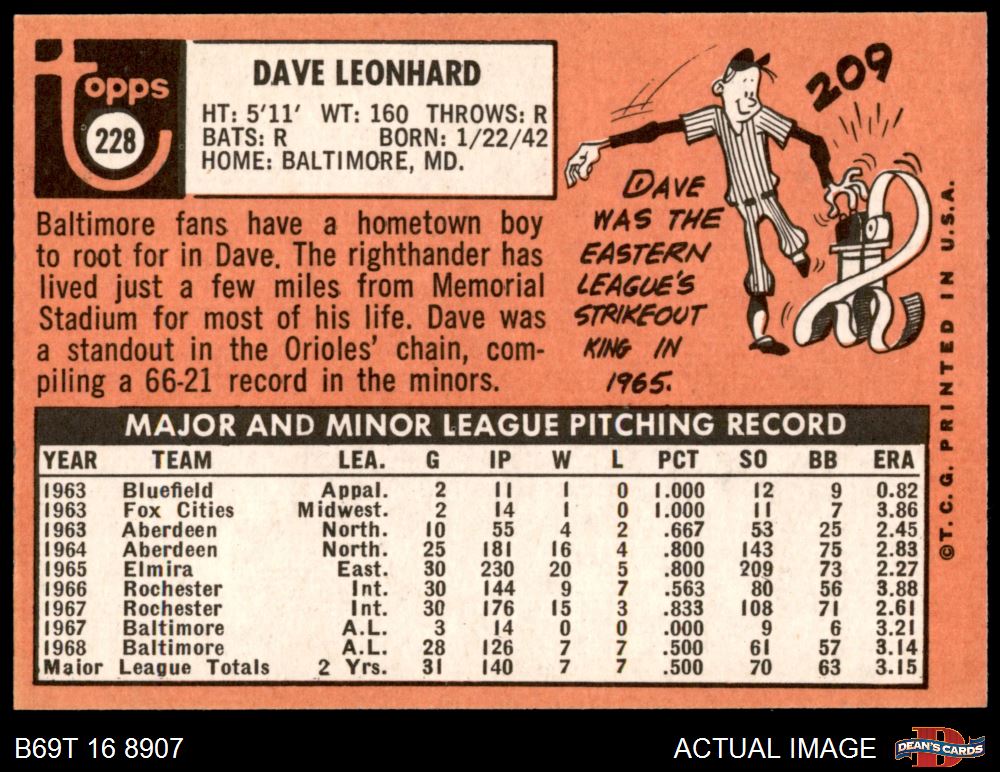 Topps
228
DAVE LEONHARD
HT: 5'11' WT: 160 THROWS: R
BATS: R BORN: 1/22/42
HOME: BALTIMORE, MD.
Baltimore fans have a hometown boy
to root for in Dave. The righthander has
lived just a few miles from Memorial
Stadium for most of his life. Dave was
a standout in the Orioles' chain, com-
piling a 66-21 record in the minors.
209
DAVE
WAS THE
EASTERN
LEAGUE'S
STRIKEOUT
KING IN
1965.
MAJOR AND MINOR LEAGUE PITCHING RECORD
YEAR TEAM LEA. G IP W L PCT SO BB ERA
1963 Bluefield Appal. 2 11 1 0 1.000 12 9 0.82
1963 Fox Cities Midwest. 2 14 1 0 1.000 11 7 3.86
1963 Aberdeen North. 10 55 4 2 .667 53 25 2.45
1964 Aberdeen North. 25 181 16 4 .800 143 75 2.83
1965 Elmira East. 30 230 20 5 .800 209 73 2.27
1966 Rochester Int. 30 144 9 7 .563 80 56 3.88
1967 Rochester Int. 30 176 15 3 .833 108 71 2.61
1967 Baltimore A.L. 3 14 0 0 .000 9 6 3.21
1968 Baltimore A.L. 28 126 7 7 .500 61 57 3.14
Major League Totals 2 Yrs. 31 140 7 7 .500 70 63 3.15
©T. C. G. PRINTED IN U.S.A.
B69T 16 8907
ACTUAL IMAGE
D
DEAN'S CARDS